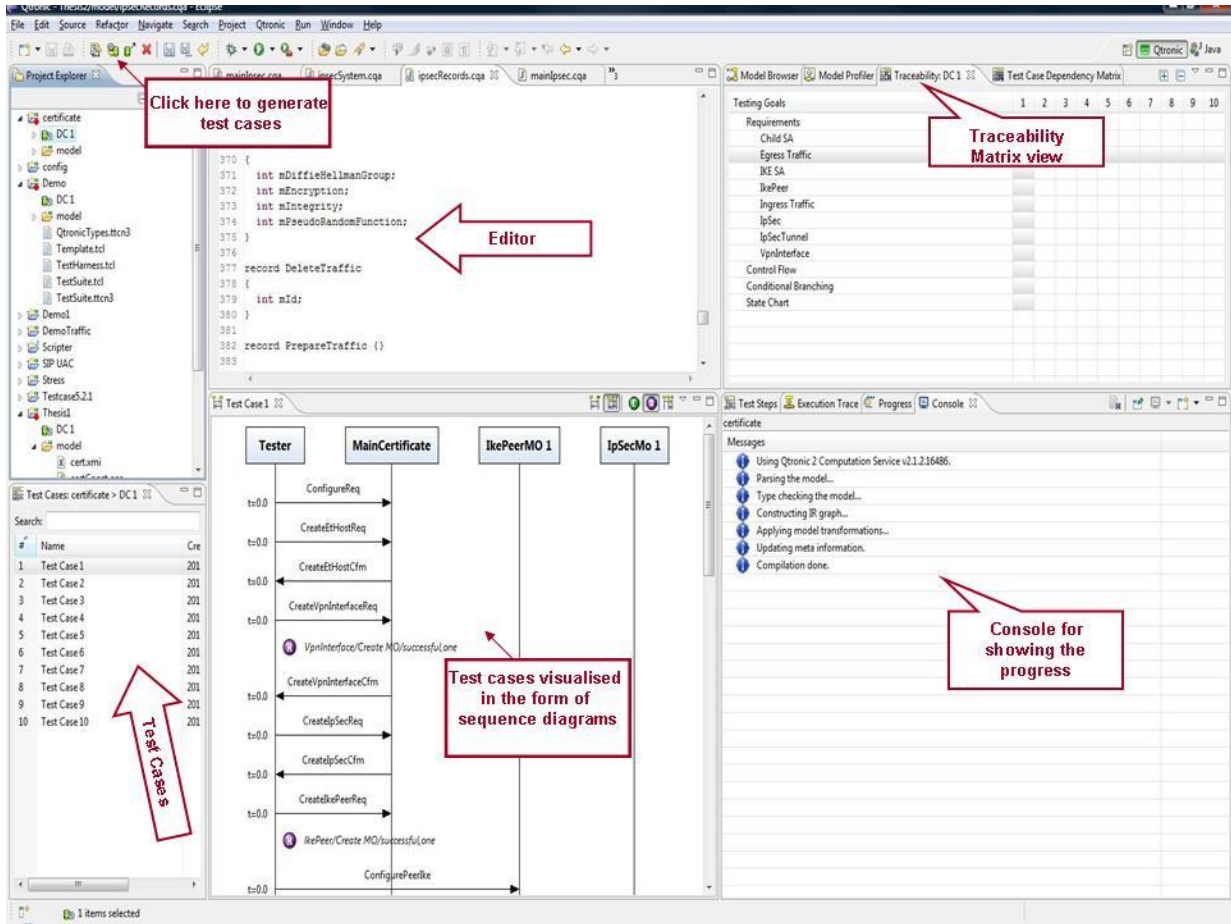 Qtronic - Thesis2/model/ipsecRecords.cqa - Eclipse
File Edit Source Refactor Navigate Search Project Qtronic Run Window Help
Qtronic Java
Project Explorer
mainIpsec.cqa ipsecSystem.cqa ipsecRecords.cqa mainIpsec.cqa
Model Browser Model Profiler Traceability: DC 1 Test Case Dependency Matrix
Click here to generate
test cases
certificate
DC 1
model
config
Demo
DC 1
model
QtronicTypes.ttcn3
Template.tcl
TestHarness.tcl
TestSuite.tcl
TestSuite.ttcn3
Demo1
DemoTraffic
Scripter
SIP UAC
Stress
Testcase5.2.1
Thesis1
DC 1
model
cert.xmi
370 {
371 int mDiffieHellmanGroup;
372 int mEncryption;
373 int mIntegrity;
374 int mPseudoRandomFunction;
375 }
376
377 record DeleteTraffic
378 {
379 int mId;
380 }
381
382 record PrepareTraffic {}
383
Editor
Testing Goals 1 2 3 4 5 6 7 8 9 10
Requirements
Child SA
Egress Traffic
IKE SA
IkePeer
Ingress Traffic
IpSec
IpSecTunnel
VpnInterface
Control Flow
Conditional Branching
State Chart
Traceability
Matrix view
Test Cases: certificate > DC 1
Search:
# Name Cre
1 Test Case 1 201
2 Test Case 2 201
3 Test Case 3 201
4 Test Case 4 201
5 Test Case 5 201
6 Test Case 6 201
7 Test Case 7 201
8 Test Case 8 201
9 Test Case 9 201
10 Test Case 10 201
Test Cases
Test Case 1
Tester MainCertificate IkePeerMO 1 IpSecMo 1
ConfigureReq
t=0.0
CreateEtHostReq
t=0.0
CreateEtHostCfm
t=0.0
CreateVpnInterfaceReq
t=0.0
R VpnInterface/Create MO/successful,one
CreateVpnInterfaceCfm
t=0.0
CreateIpSecReq
t=0.0
CreateIpSecCfm
t=0.0
CreateIkePeerReq
t=0.0
R IkePeer/Create MO/successful,one
ConfigurePeerIke
t=0.0
Test cases visualised
in the form of
sequence diagrams
Test Steps Execution Trace Progress Console
certificate
Messages
Using Qtronic 2 Computation Service v2.1.2.16486.
Parsing the model...
Type checking the model...
Constructing IR graph...
Applying model transformations...
Updating meta information.
Compilation done.
Console for
showing the
progress
1 items selected